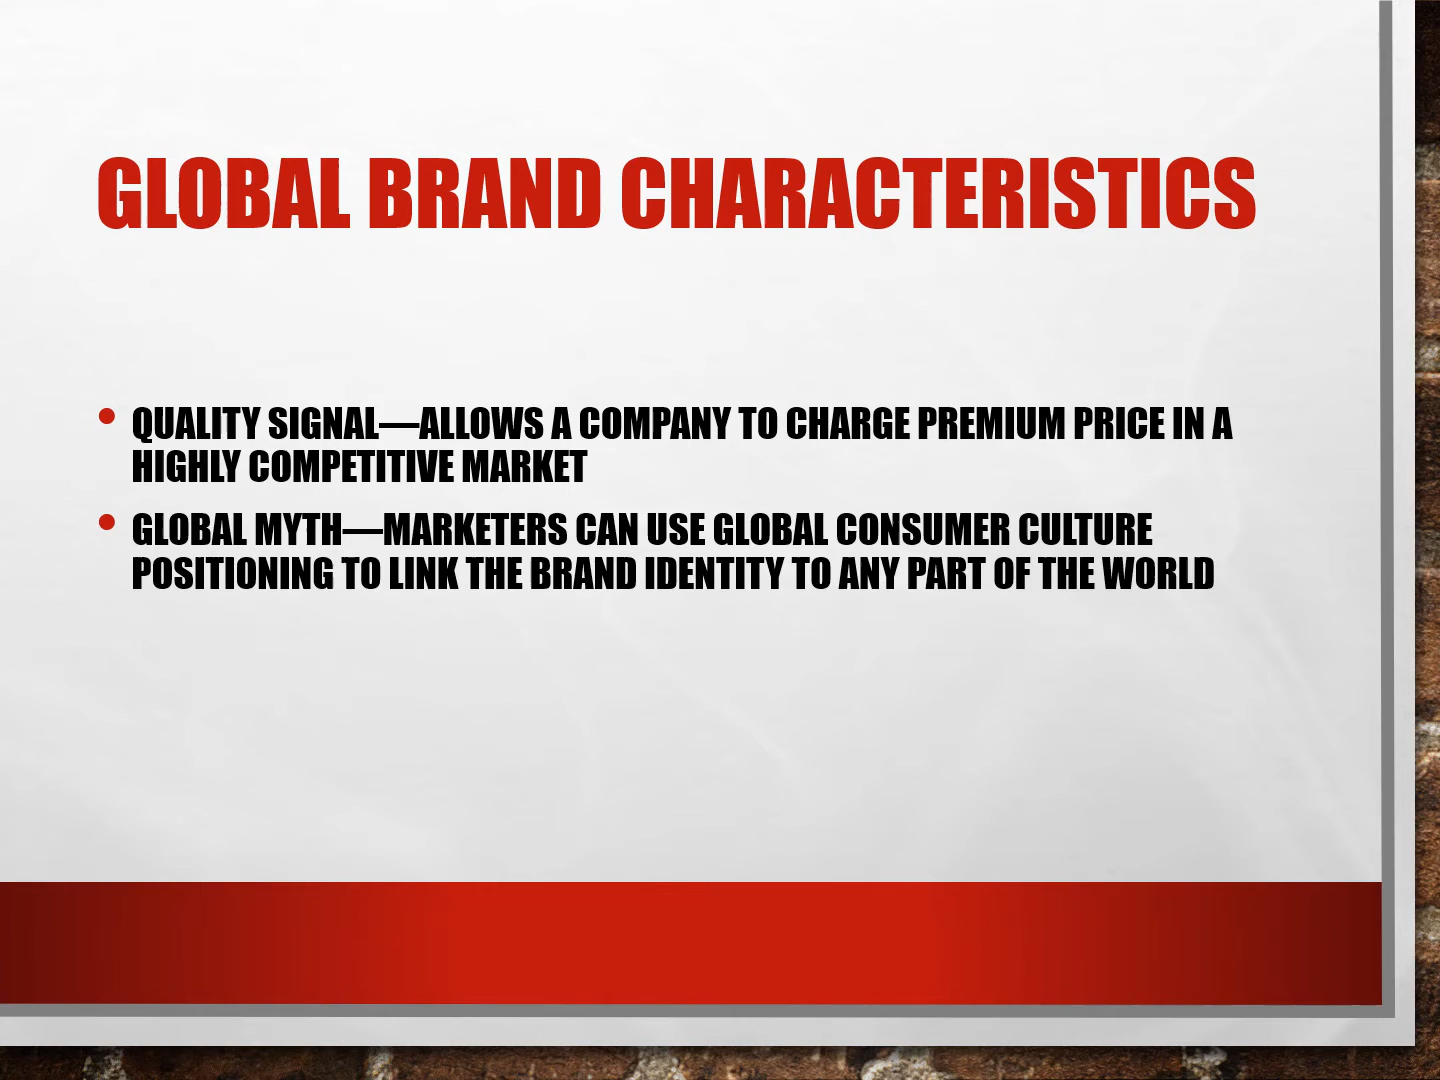 GLOBAL BRAND CHARACTERISTICS
• QUALITY SIGNAL—ALLOWS A COMPANY TO CHARGE PREMIUM PRICE IN A
HIGHLY COMPETITIVE MARKET
• GLOBAL MYTH—MARKETERS CAN USE GLOBAL CONSUMER CULTURE
POSITIONING TO LINK THE BRAND IDENTITY TO ANY PART OF THE WORLD